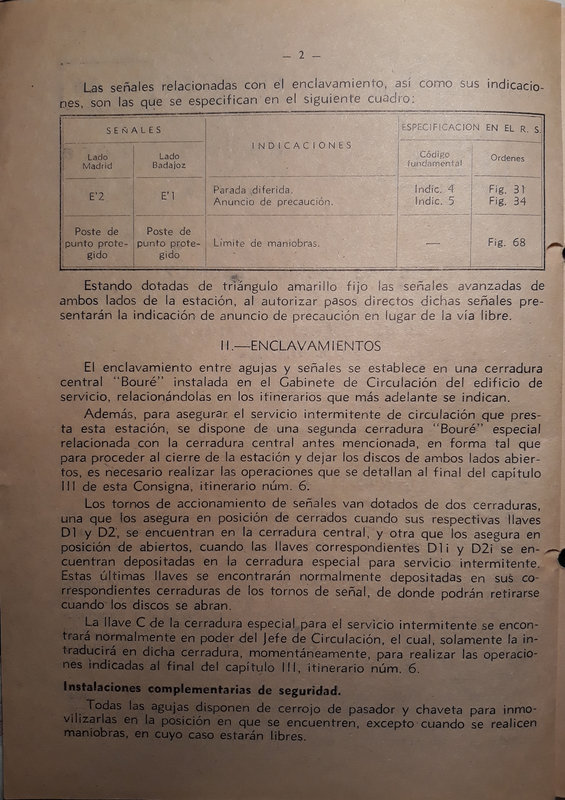 — 2 —
Las señales relacionadas con el enclavamiento, así como sus indicacio-
nes, son las que se especifican en el siguiente cuadro:
SEÑALES
INDICACIONES
ESPECIFICACION EN EL R. S.
Lado Madrid
Lado Badajoz
Código fundamental
Ordenes
E'2
E'1
Parada diferida.
Indic. 4
Fig. 31
Anuncio de precaución.
Indic. 5
Fig. 34
Poste de punto prote-gido
Poste de punto prote-gido
Límite de maniobras.
—
Fig. 68
Estando dotadas de triángulo amarillo fijo las señales avanzadas de
ambos lados de la estación, al autorizar pasos directos dichas señales pre-
sentarán la indicación de anuncio de precaución en lugar de la vía libre.
II.—ENCLAVAMIENTOS
El enclavamiento entre agujas y señales se establece en una cerradura
central "Bouré" instalada en el Gabinete de Circulación del edificio de
servicio, relacionándolas en los itinerarios que más adelante se indican.
Además, para asegurar el servicio intermitente de circulación que pres-
ta esta estación, se dispone de una segunda cerradura "Bouré" especial
relacionada con la cerradura central antes mencionada, en forma tal que
para proceder al cierre de la estación y dejar los discos de ambos lados abier-
tos, es necesario realizar las operaciones que se detallan al final del capítulo
III de esta Consigna, itinerario núm. 6.
Los tornos de accionamiento de señales van dotados de dos cerraduras,
una que los asegura en posición de cerrados cuando sus respectivas llaves
D1 y D2, se encuentran en la cerradura central, y otra que los asegura en
posición de abiertos, cuando las llaves correspondientes D1i y D2i se en-
cuentran depositadas en la cerradura especial para servicio intermitente.
Estas últimas llaves se encontrarán normalmente depositadas en sus co-
rrespondientes cerraduras de los tornos de señal, de donde podrán retirarse
cuando los discos se abran.
La llave C de la cerradura especial para el servicio intermitente se encon-
trará normalmente en poder del Jefe de Circulación, el cual, solamente la in-
traducirá en dicha cerradura, momentáneamente, para realizar las operacio-
nes indicadas al final del capítulo III, itinerario núm. 6.
Instalaciones complementarias de seguridad.
Todas las agujas disponen de cerrojo de pasador y chaveta para inmo-
vilizarlas en la posición en que se encuentren, excepto cuando se realicen
maniobras, en cuyo caso estarán libres.